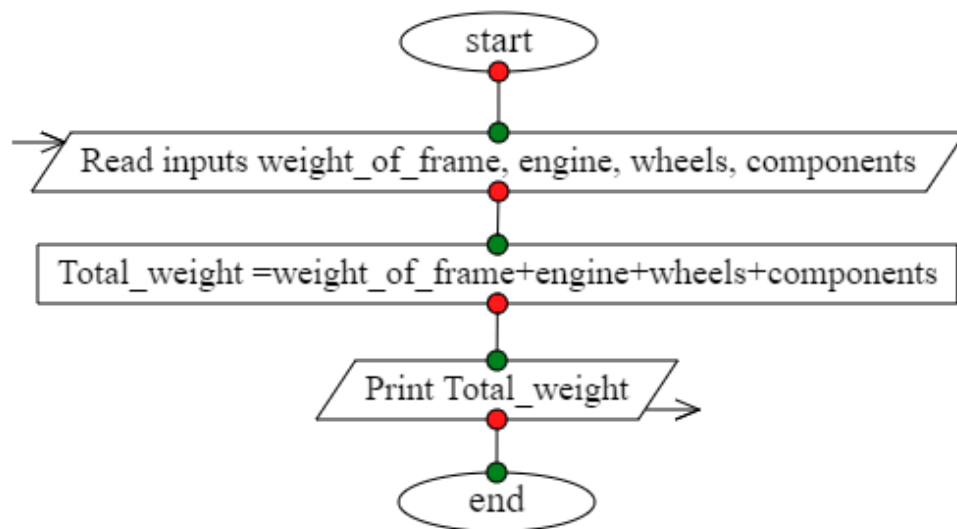 start
Read inputs weight_of_frame, engine, wheels, components
Total_weight =weight_of_frame+engine+wheels+components
Print Total_weight
end